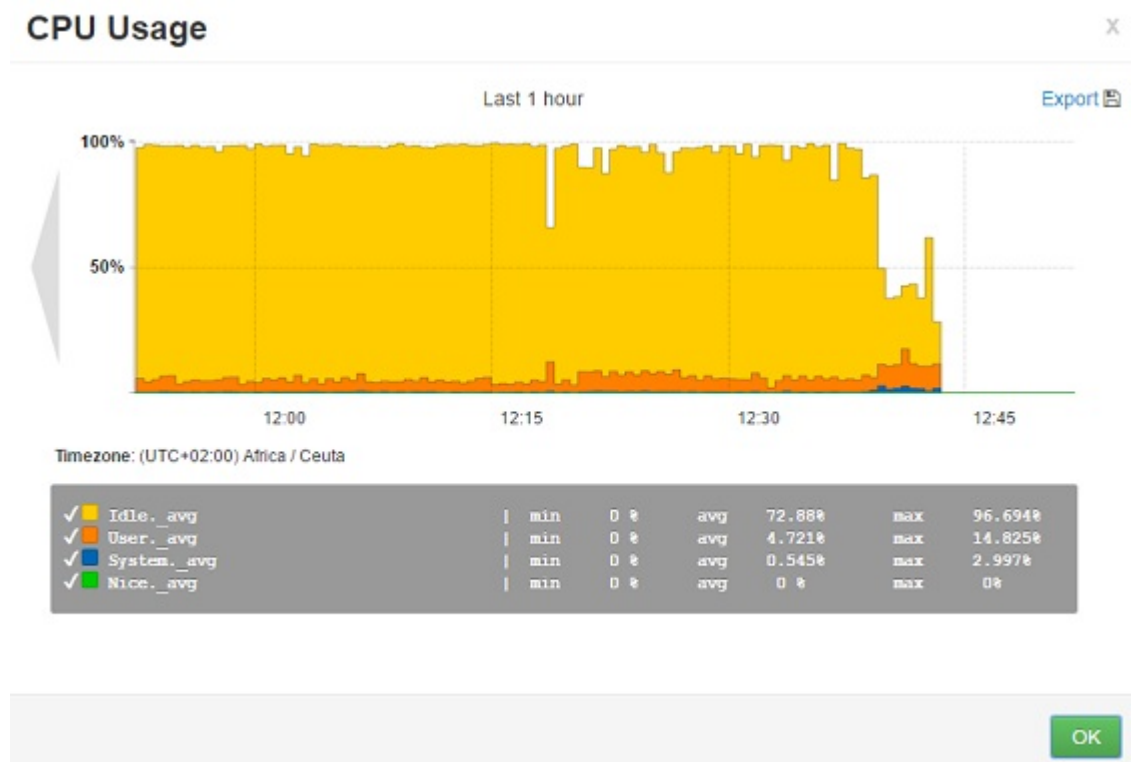 CPU Usage
X
Last 1 hour
Export
100%
50%
12:00 12:15 12:30 12:45
Timezone: (UTC+02:00) Africa / Ceuta
Idle._avg | min 0 % avg 72.88% max 96.694%
User._avg | min 0 % avg 4.721% max 14.825%
System._avg | min 0 % avg 0.545% max 2.997%
Nice._avg | min 0 % avg 0 % max 0%
OK